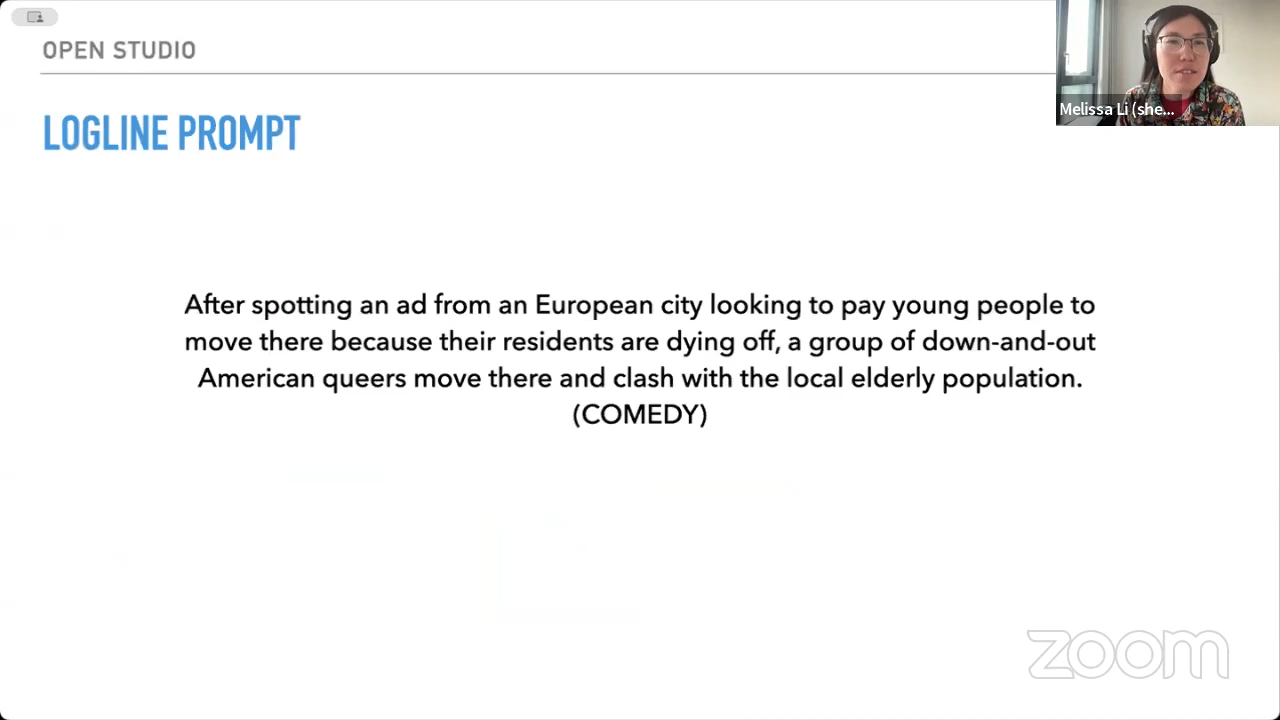 OPEN STUDIO
Melissa Li (she...
LOGLINE PROMPT
After spotting an ad from an European city looking to pay young people to
move there because their residents are dying off, a group of down-and-out
American queers move there and clash with the local elderly population.
(COMEDY)
zoom